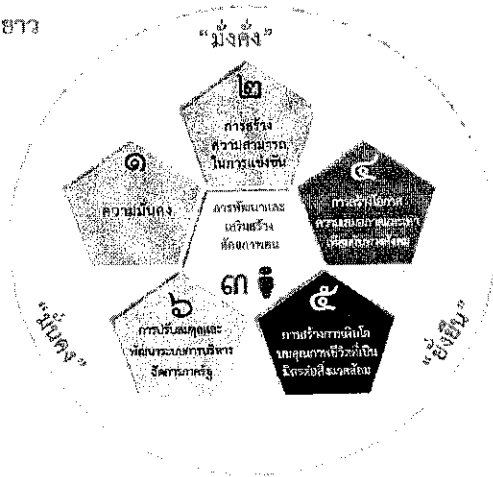 ยาว
“มั่งคั่ง”
๒
การสร้าง
ความสามารถ
ในการแข่งขัน
๑
ความมั่นคง
๔
การสร้างโอกาส
การพัฒนาและ
เสริมสร้าง
ศักยภาพคน
๓
๖
การปรับสมดุลและ
พัฒนาระบบการบริหาร
จัดการภาครัฐ
๕
การสร้างการเติบโต
บนคุณภาพชีวิตที่เป็น
มิตรต่อสิ่งแวดล้อม
“มั่นคง”
“ยั่งยืน”